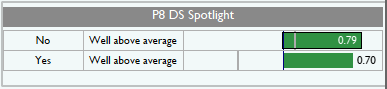 P8 DS Spotlight
No Well above average 0.79
Yes Well above average 0.70